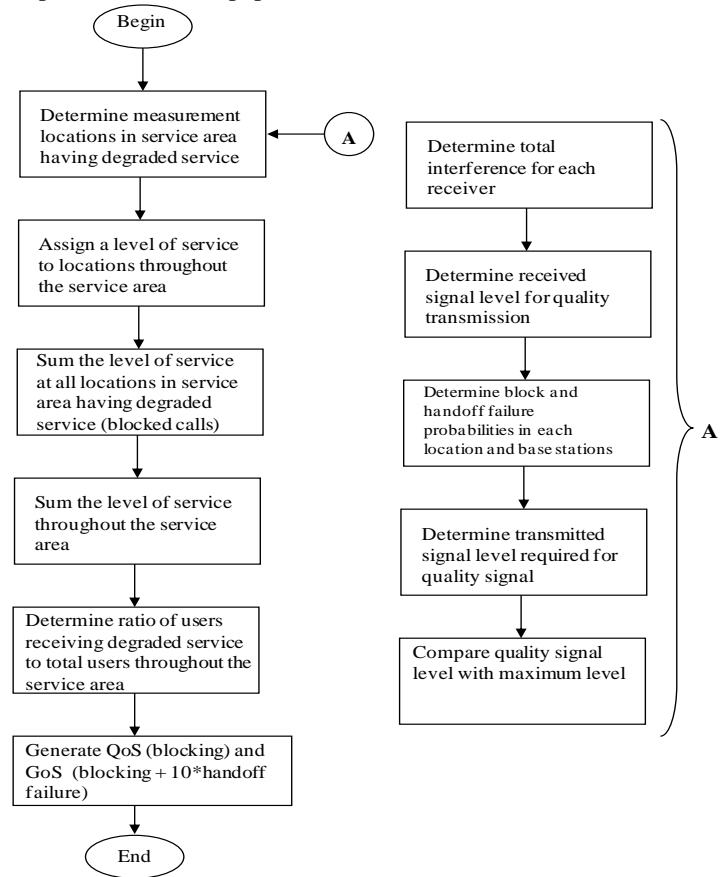 Begin
Determine measurement
locations in service area
having degraded service
A
Assign a level of service
to locations throughout
the service area
Sum the level of service
at all locations in service
area having degraded
service (blocked calls)
Sum the level of service
throughout the service
area
Determine ratio of users
receiving degraded service
to total users throughout the
service area
Generate QoS (blocking) and
GoS (blocking + 10*handoff
failure)
End
Determine total
interference for each
receiver
Determine received
signal level for quality
transmission
Determine block and
handoff failure
probabilities in each
location and base stations
Determine transmitted
signal level required for
quality signal
Compare quality signal
level with maximum level
A